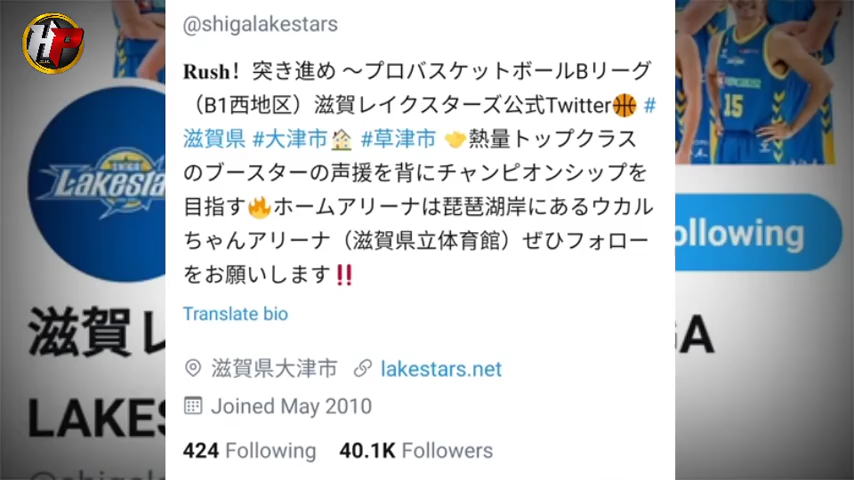 HP
@shigalakestars
Rush！突き進め 〜プロバスケットボールBリーグ
（B1西地区）滋賀レイクスターズ公式Twitter🏀 #
滋賀県 #大津市🏠 #草津市 🤝熱量トップクラス
のブースターの声援を背にチャンピオンシップを
目指す🔥ホームアリーナは琵琶湖岸にあるウカル
ちゃんアリーナ（滋賀県立体育館）ぜひフォロー
をお願いします‼️
Translate bio
滋賀県大津市 lakestars.net
Joined May 2010
424 Following 40.1K Followers
15
ollowing
Lakesta
滋賀レ
GA
LAKES